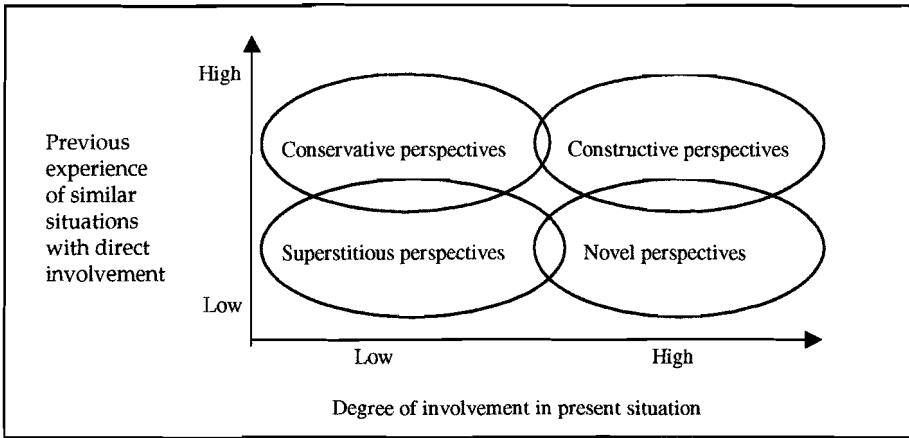 High
Previous
experience
of similar
situations
with direct
involvement
Conservative perspectives
Constructive perspectives
Superstitious perspectives
Novel perspectives
Low
Low
High
Degree of involvement in present situation